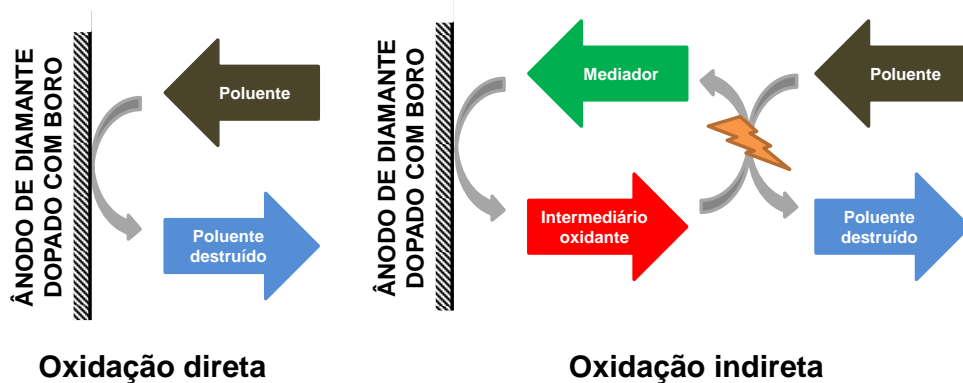 ÂNODO DE DIAMANTE
DOPADO COM BORO
Poluente
Poluente
destruído
Oxidação direta
ÂNODO DE DIAMANTE
DOPADO COM BORO
Mediador
Poluente
Intermediário
oxidante
Poluente
destruído
Oxidação indireta